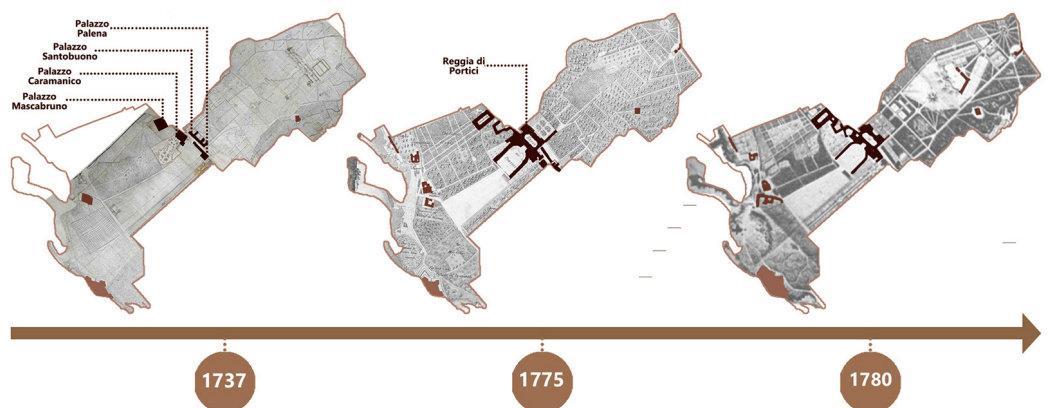 Palazzo
Palena
Palazzo
Santobuono
Palazzo
Caramanico
Palazzo
Mascabruno
Reggia di
Portici
1737
1775
1780